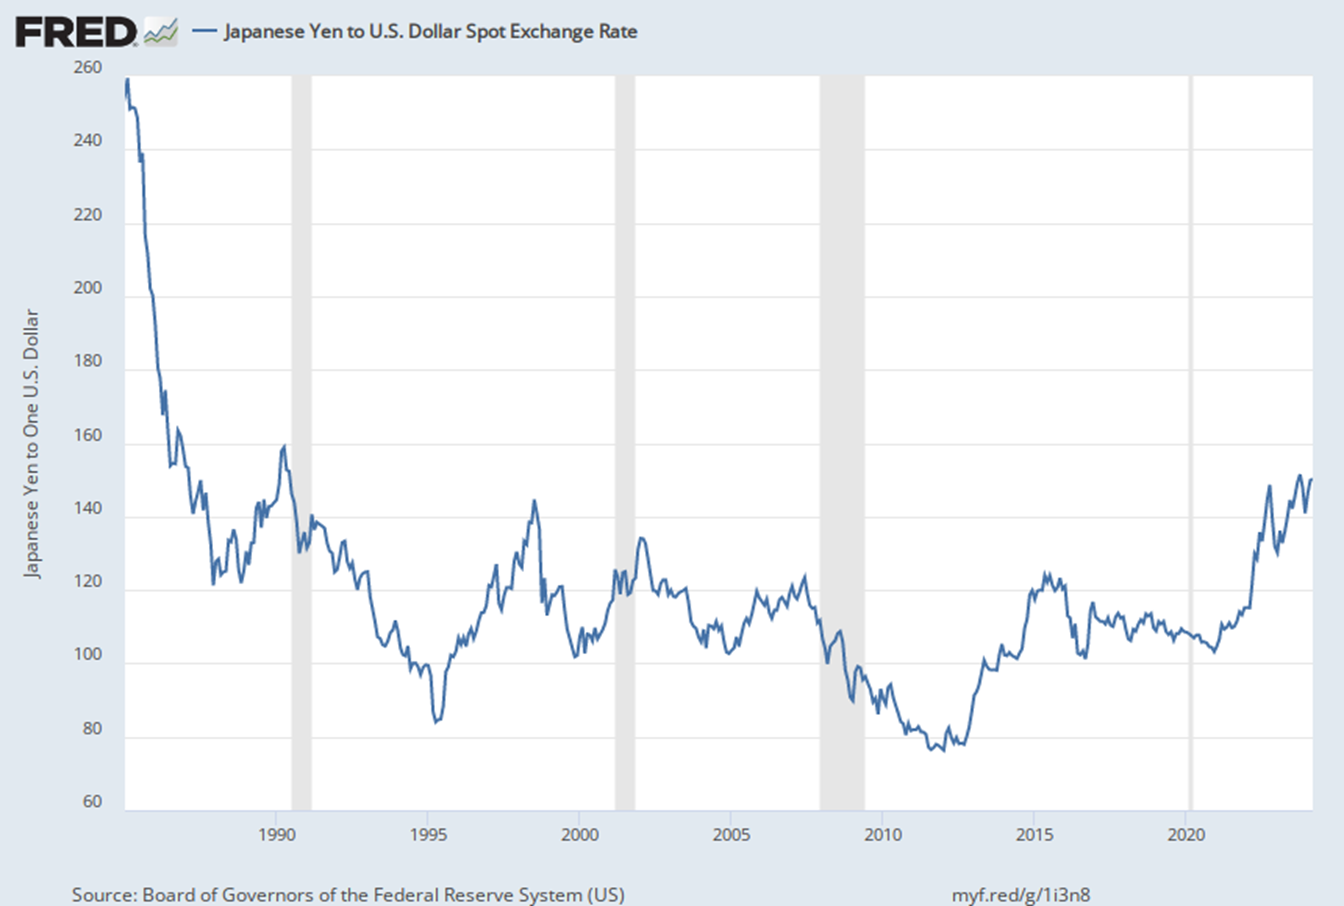 FRED
Japanese Yen to U.S. Dollar Spot Exchange Rate
260
240
220
200
180
160
140
120
100
80
60
Japanese Yen to One U.S. Dollar
1990 1995 2000 2005 2010 2015 2020
Source: Board of Governors of the Federal Reserve System (US)
myf.red/g/1i3n8